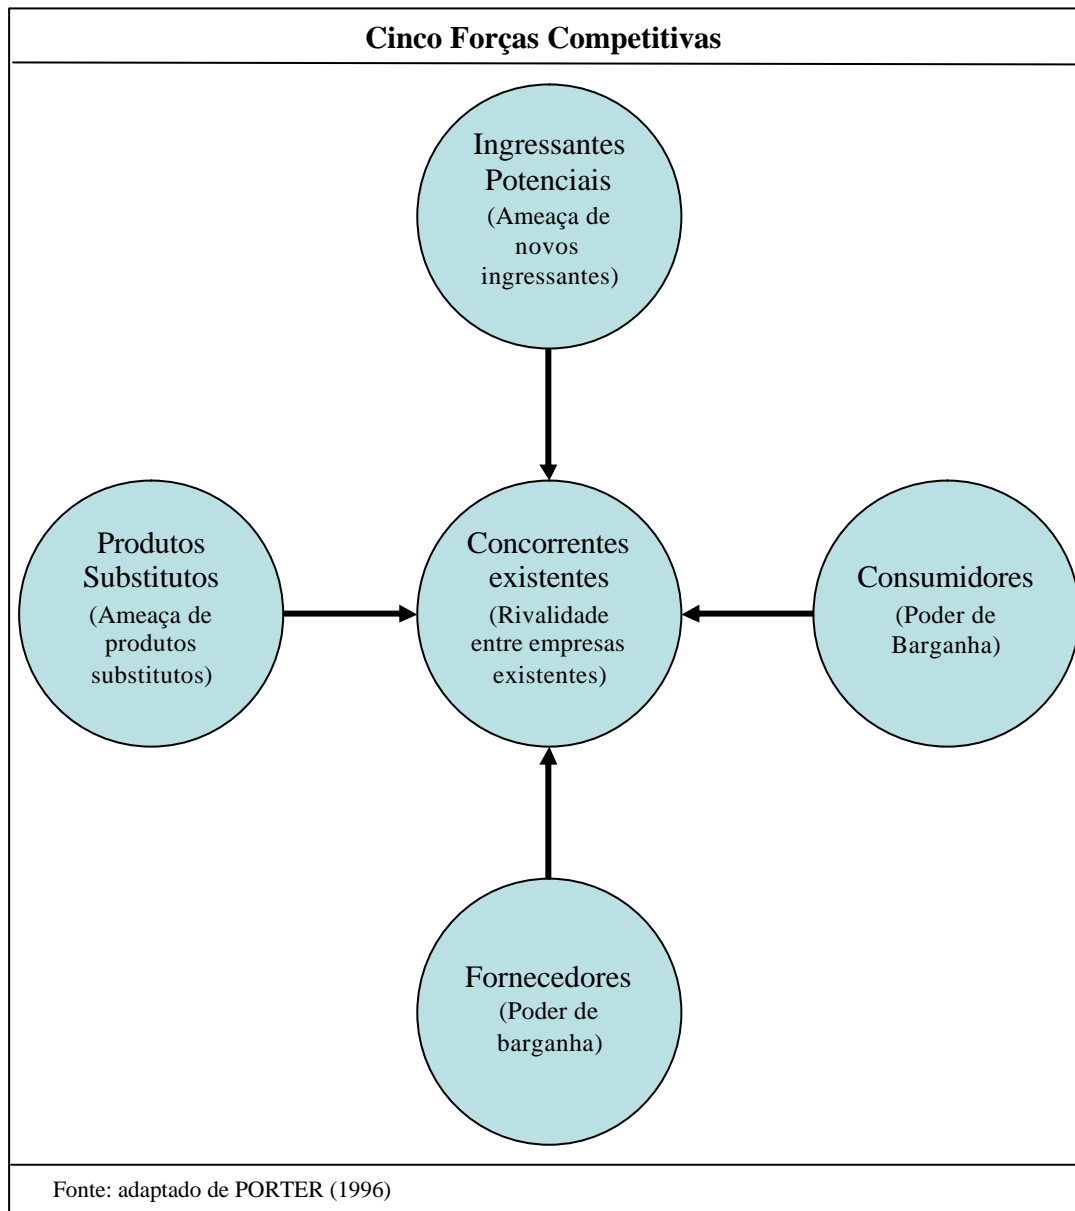 Cinco Forças Competitivas
Ingressantes
Potenciais
(Ameaça de
novos
ingressantes)
Produtos
Substitutos
(Ameaça de
produtos
substitutos)
Concorrentes
existentes
(Rivalidade
entre empresas
existentes)
Consumidores
(Poder de
Barganha)
Fornecedores
(Poder de
barganha)
Fonte: adaptado de PORTER (1996)